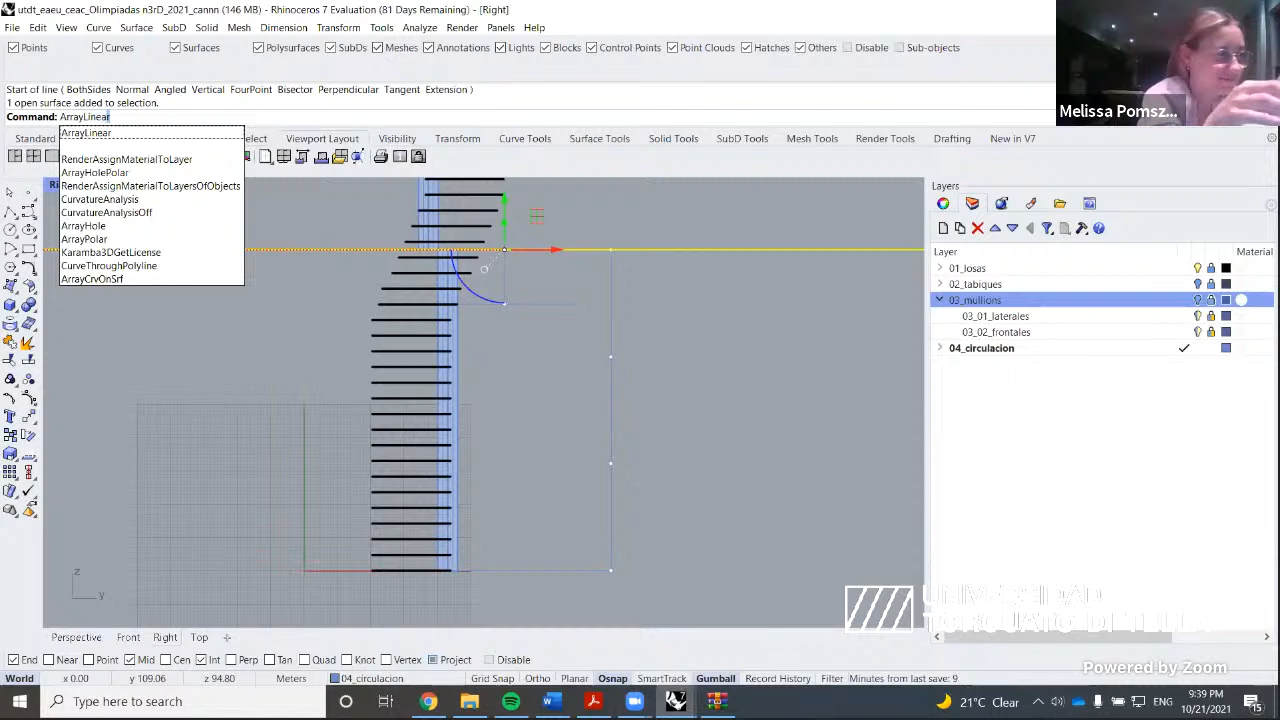 utdt_eaeu_ceac_Olimpiadas n3rD_2021_cannn (146 MB) - Rhinoceros 7 Evaluation (81 Days Remaining) - [Right]
File Edit View Curve Surface SubD Solid Mesh Dimension Transform Tools Analyze Render Panels Help
Points Curves Surfaces Polysurfaces SubDs Meshes Annotations Lights Blocks Control Points Point Clouds Hatches Others Disable Sub-objects
Start of line ( BothSides Normal Angled Vertical FourPoint Bisector Perpendicular Tangent Extension )
1 open surface added to selection.
Command: ArrayLinear
Melissa Pomsz...
ArrayLinear
Standard
elect Viewport Layout Visibility Transform Curve Tools Surface Tools Solid Tools SubD Tools Mesh Tools Render Tools Drafting New in V7
RenderAssignMaterialToLayer
ArrayHolePolar
RenderAssignMaterialToLayersOfObjects
CurvatureAnalysis
CurvatureAnalysisOff
ArrayHole
ArrayPolar
Karamba3DGetLicense
CurveThroughPolyline
ArrayCrvOnSrf
Layers
Layer Material
01_losas
02_tabiques
03_mullions
03_01_laterales
03_02_frontales
04_circulacion
z
y
UNIVERSIDAD
TORCUATO DI TELLA
Perspective Front Right Top
End Near Point Mid Cen Int Perp Tan Quad Knot Vertex Project Disable
Powered by Zoom
World x 0.00 y 109.06 z 94.80 Meters 04_circulacion Grid Snap Ortho Planar Osnap SmartTrack Gumball Record History Filter Minutes from last save: 9
Type here to search
21°C Clear
ENG
9:39 PM
10/21/2021
15